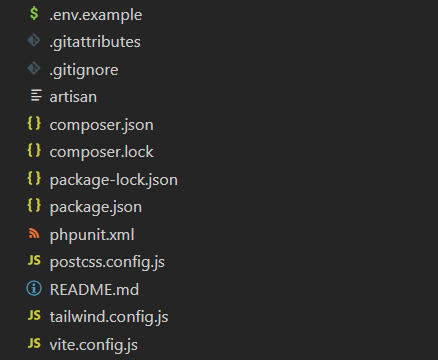 $ .env.example
.gitattributes
.gitignore
artisan
{} composer.json
{} composer.lock
{} package-lock.json
{} package.json
phpunit.xml
JS postcss.config.js
README.md
JS tailwind.config.js
JS vite.config.js